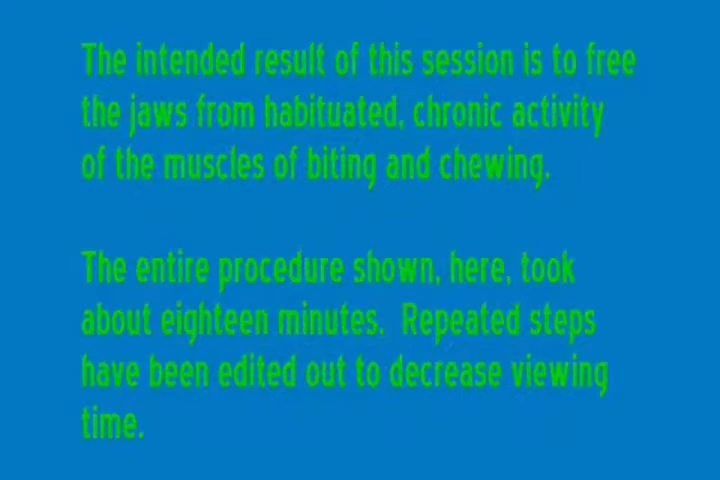 The intended result of this session is to free
the jaws from habituated, chronic activity
of the muscles of biting and chewing.
The entire procedure shown, here, took
about eighteen minutes. Repeated steps
have been edited out to decrease viewing
time.